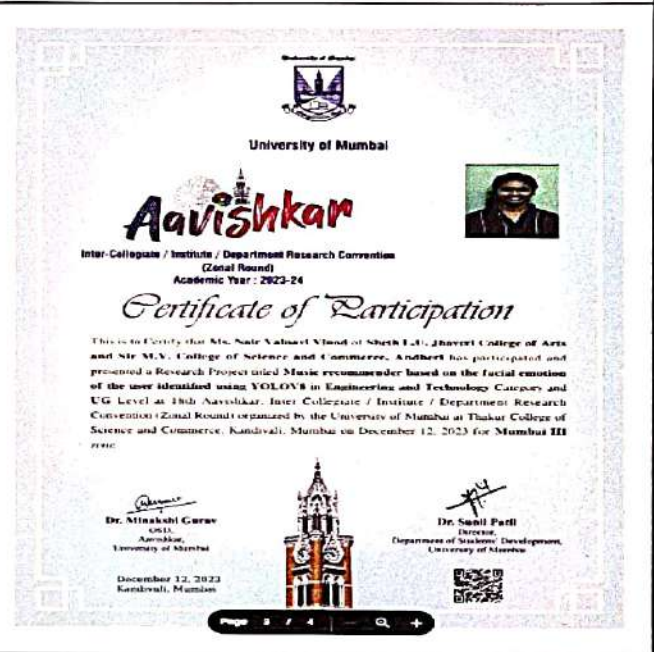 University of Mumbai
Aavishkar
Inter-Collegiate / Institute / Department Research Convention
(Zonal Round)
Academic Year : 2023-24
Certificate of Participation
This is to Certify that Ms. Nair Vaknavi Vinod of Sheth L.U. Jhaveri College of Arts
and Sir M.V. College of Science and Commerce, Andheri has participated and
presented a Research Project titled Music recommender based on the facial emotion
of the user identified using YOLOV8 in Engineering and Technology Category and
UG Level at 18th Aavishkar, Inter Collegiate / Institute / Department Research
Convention (Zonal Round) organized by the University of Mumbai at Thakur College of
Science and Commerce, Kandivali, Mumbai on December 12, 2023 for Mumbai III
zone.
Dr. Minakshi Gurav
OSD,
Aavishkar,
University of Mumbai
December 12, 2023
Kandivali, Mumbai
Dr. Sunil Patil
Director,
Department of Students' Development,
University of Mumbai
Page 3 / 4